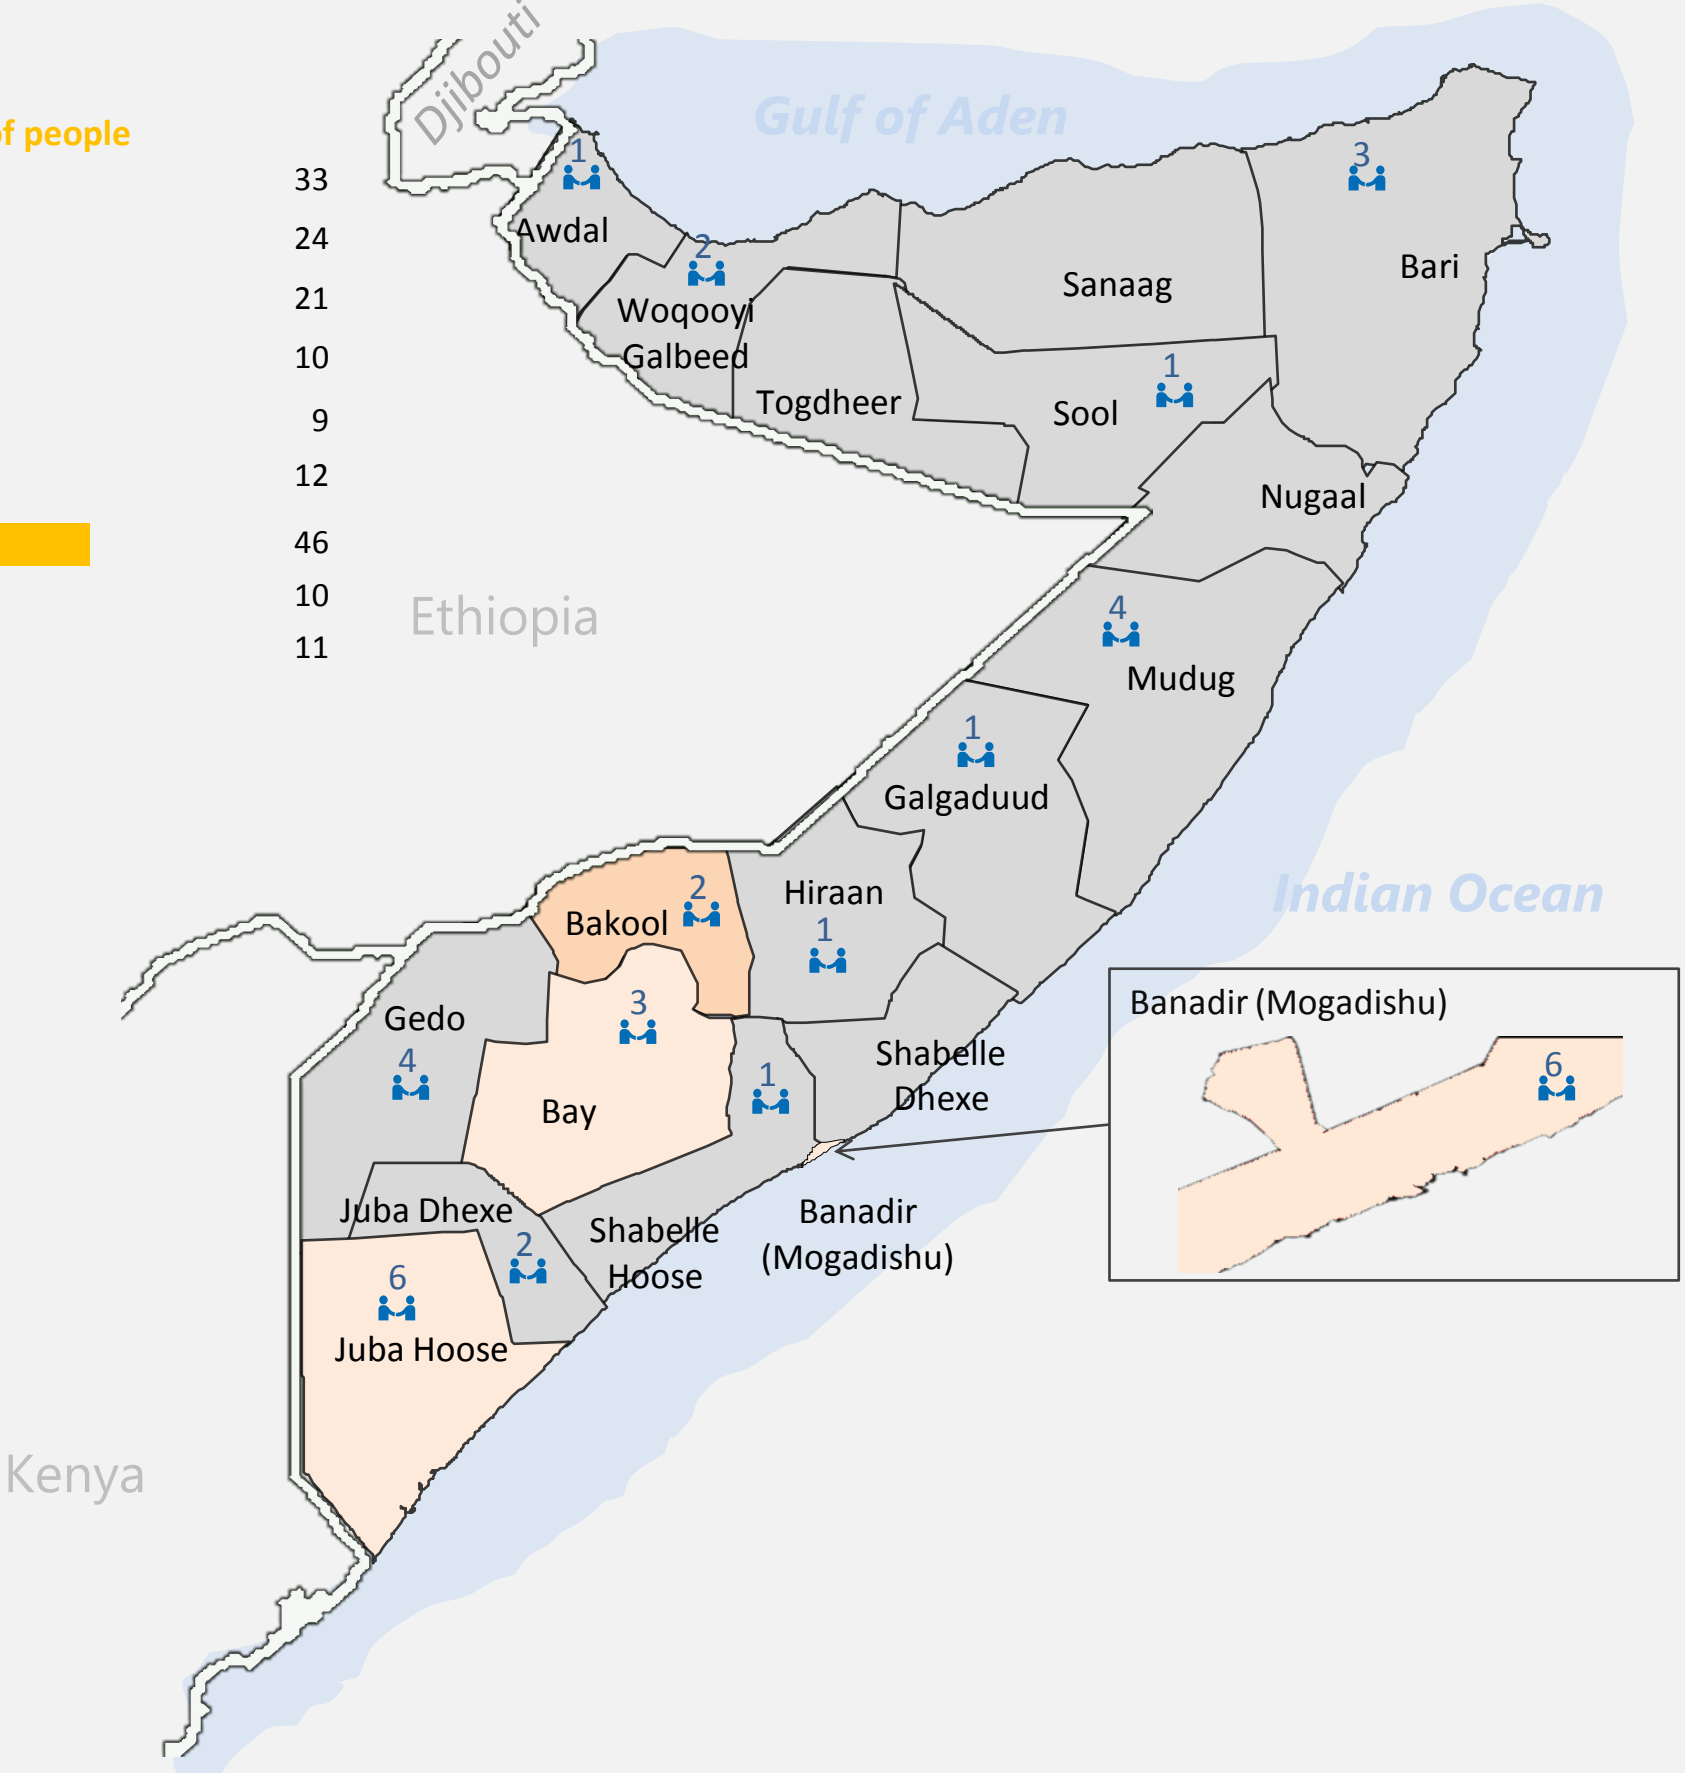 Djibouti
Gulf of Aden
of people
33
24
21
10
9
12
46
10
11
1
Awdal
2
Woqooyi
Galbeed
Togdheer
Sanaag
3
Bari
1
Sool
Nugaal
Ethiopia
4
Mudug
1
Galgaduud
Hiraan
1
Indian Ocean
2
Bakool
Gedo
4
3
Bay
1
Shabelle
Dhexe
Banadir (Mogadishu)
6
Juba Dhexe
2
Shabelle
Hoose
Banadir
(Mogadishu)
6
Juba Hoose
Kenya